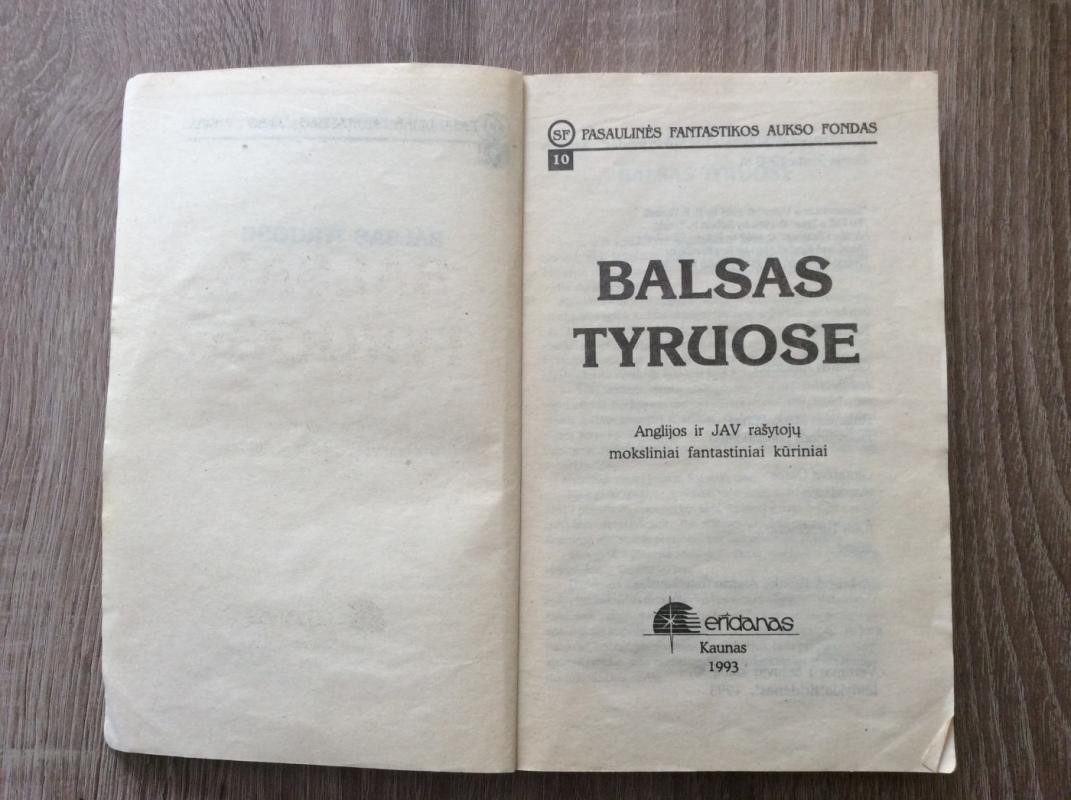 SF PASAULINĖS FANTASTIKOS AUKSO FONDAS
10
BALSAS
TYRUOSE
Anglijos ir JAV rašytojų
moksliniai fantastiniai kūriniai
eridanas
Kaunas
1993